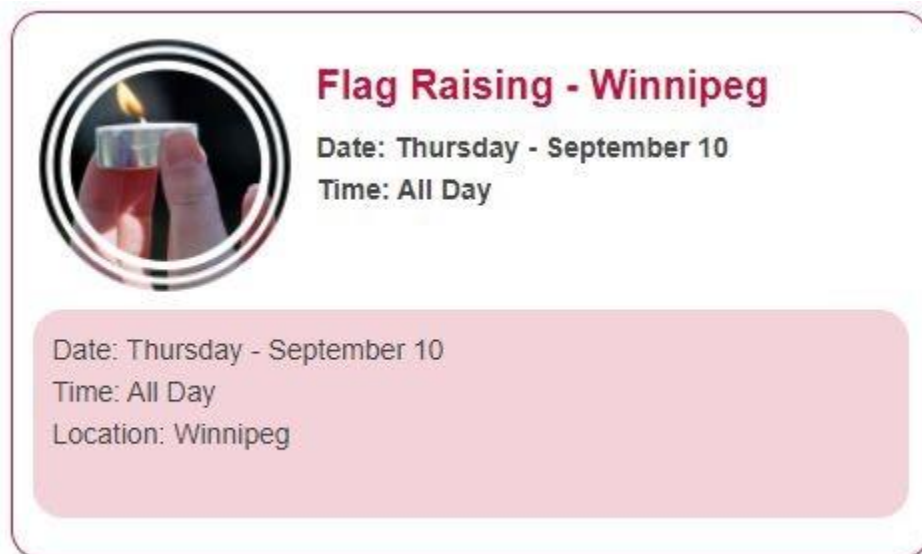 Flag Raising - Winnipeg
Date: Thursday - September 10
Time: All Day
Date: Thursday - September 10
Time: All Day
Location: Winnipeg